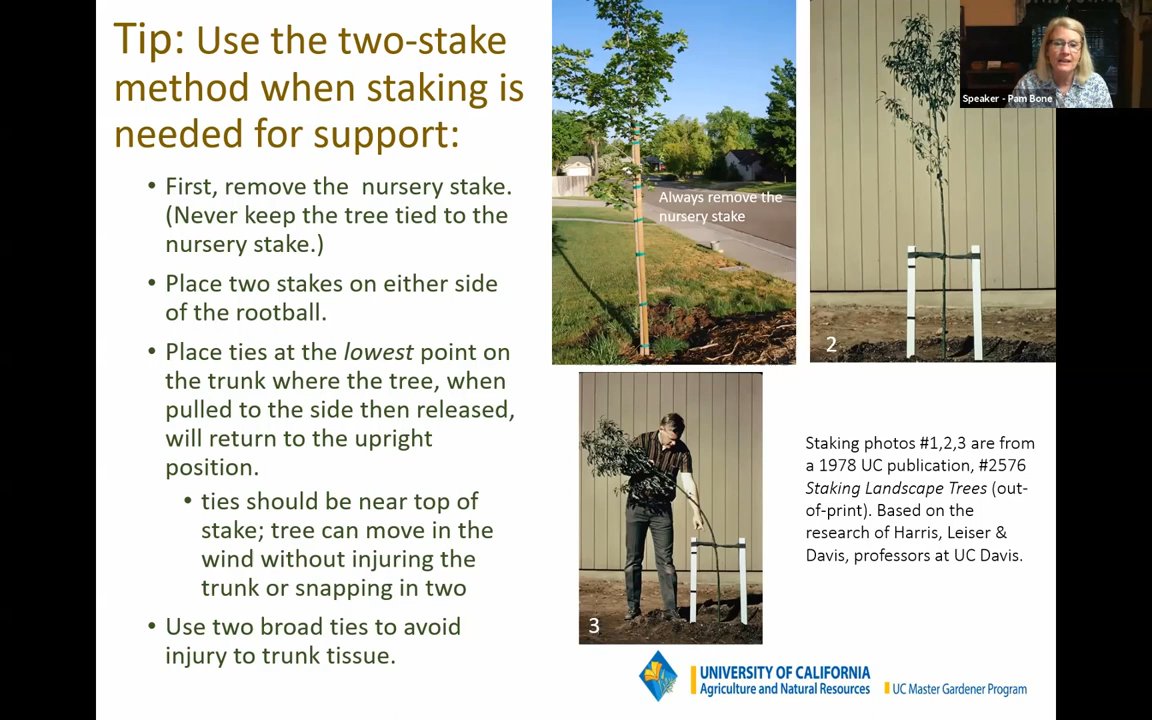 Tip: Use the two-stake
method when staking is
needed for support:
• First, remove the nursery stake.
(Never keep the tree tied to the
nursery stake.)
• Place two stakes on either side
of the rootball.
• Place ties at the lowest point on
the trunk where the tree, when
pulled to the side then released,
will return to the upright
position.
• ties should be near top of
stake; tree can move in the
wind without injuring the
trunk or snapping in two
• Use two broad ties to avoid
injury to trunk tissue.
Always remove the
nursery stake
2
Speaker - Pam Bone
3
Staking photos #1,2,3 are from
a 1978 UC publication, #2576
Staking Landscape Trees (out-
of-print). Based on the
research of Harris, Leiser &
Davis, professors at UC Davis.
UNIVERSITY OF CALIFORNIA
Agriculture and Natural Resources
UC Master Gardener Program